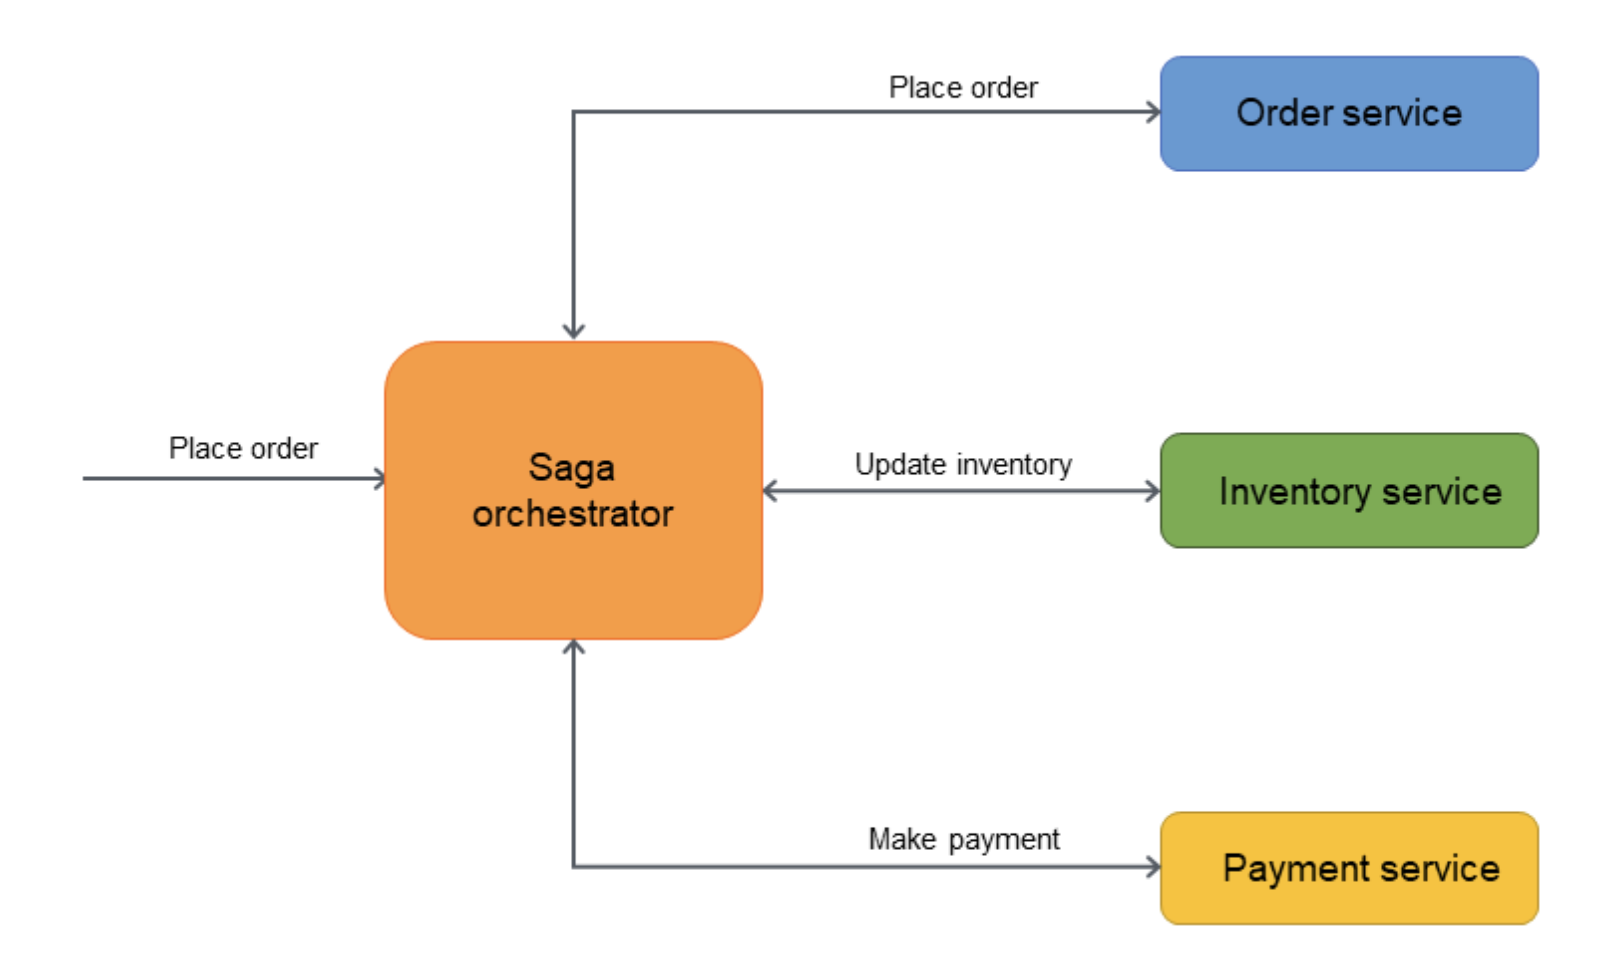 Place order
Order service
Place order
Saga
orchestrator
Update inventory
Inventory service
Make payment
Payment service